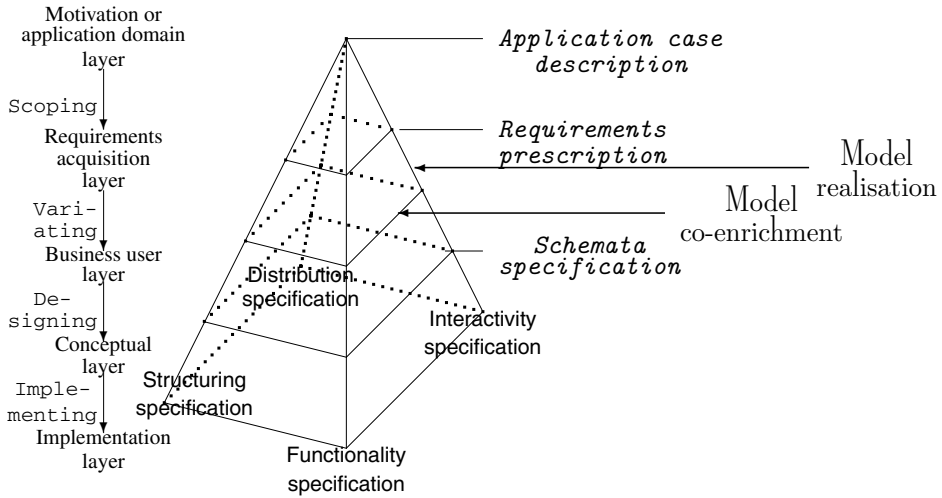 Motivation or
application domain
layer
Scoping
Requirements
acquisition
layer
Vari-
ating
Business user
layer
De-
signing
Conceptual
layer
Imple-
menting
Implementation
layer
Application case
description
Requirements
prescription
Model
realisation
Model
co-enrichment
Schemata
specification
Distribution
specification
Interactivity
specification
Structuring
specification
Functionality
specification